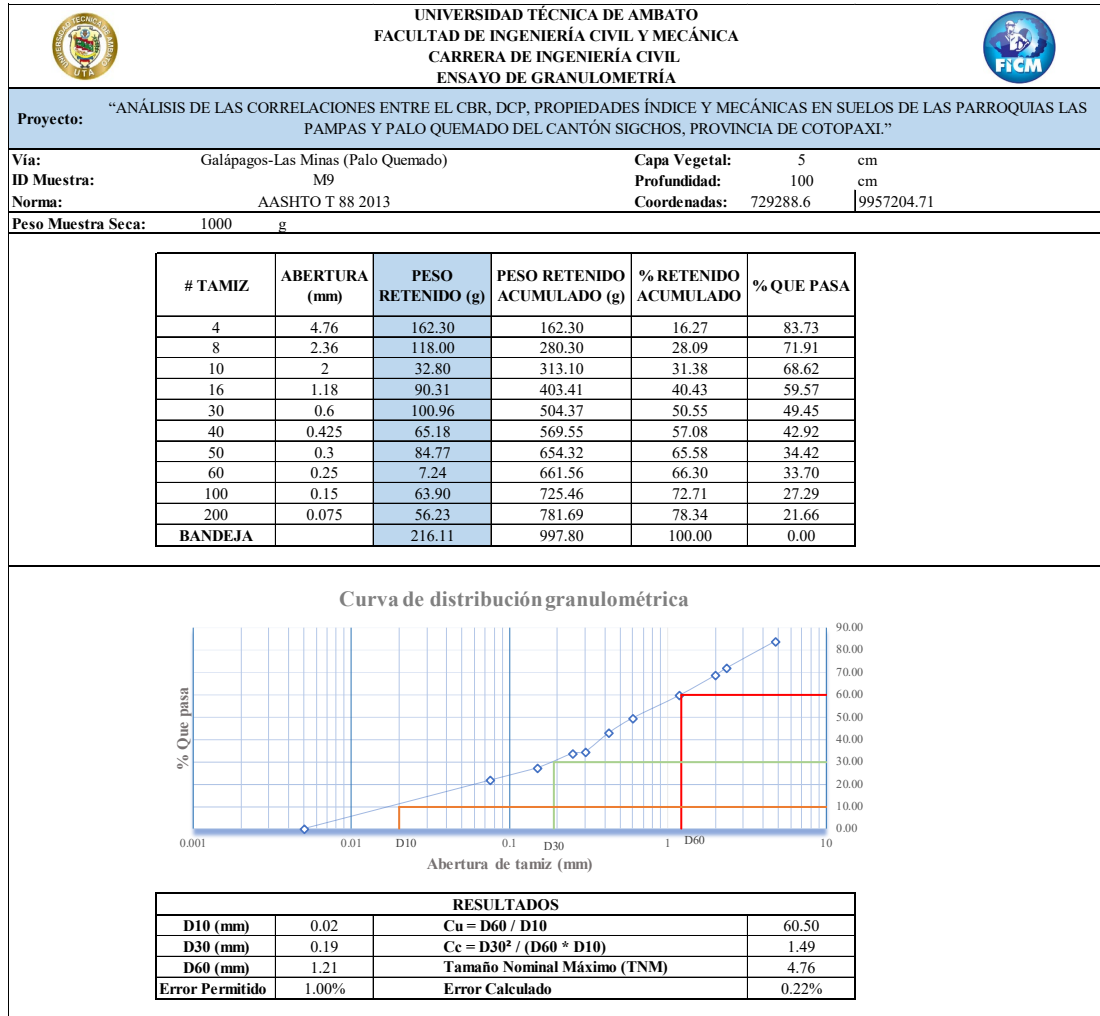 UNIVERSIDAD TÉCNICA DE AMBATO
FACULTAD DE INGENIERÍA CIVIL Y MECÁNICA
CARRERA DE INGENIERÍA CIVIL
ENSAYO DE GRANULOMETRÍA
UNIVERSIDAD TECNICA DE AMBATO
UTA
FICM
Proyecto: “ANÁLISIS DE LAS CORRELACIONES ENTRE EL CBR, DCP, PROPIEDADES ÍNDICE Y MECÁNICAS EN SUELOS DE LAS PARROQUIAS LAS
PAMPAS Y PALO QUEMADO DEL CANTÓN SIGCHOS, PROVINCIA DE COTOPAXI.”
Vía: Galápagos-Las Minas (Palo Quemado) Capa Vegetal: 5 cm
ID Muestra: M9 Profundidad: 100 cm
Norma: AASHTO T 88 2013 Coordenadas: 729288.6 9957204.71
Peso Muestra Seca: 1000 g
# TAMIZ ABERTURA (mm) PESO RETENIDO (g) PESO RETENIDO ACUMULADO (g) % RETENIDO ACUMULADO % QUE PASA
4 4.76 162.30 162.30 16.27 83.73
8 2.36 118.00 280.30 28.09 71.91
10 2 32.80 313.10 31.38 68.62
16 1.18 90.31 403.41 40.43 59.57
30 0.6 100.96 504.37 50.55 49.45
40 0.425 65.18 569.55 57.08 42.92
50 0.3 84.77 654.32 65.58 34.42
60 0.25 7.24 661.56 66.30 33.70
100 0.15 63.90 725.46 72.71 27.29
200 0.075 56.23 781.69 78.34 21.66
BANDEJA 216.11 997.80 100.00 0.00
Curva de distribución granulométrica
90.00
80.00
70.00
60.00
50.00
40.00
30.00
20.00
10.00
0.00
% Que pasa
0.001 0.01 D10 0.1 D30 1 D60 10
Abertura de tamiz (mm)
RESULTADOS
D10 (mm) 0.02 Cu = D60 / D10 60.50
D30 (mm) 0.19 Cc = D30² / (D60 * D10) 1.49
D60 (mm) 1.21 Tamaño Nominal Máximo (TNM) 4.76
Error Permitido 1.00% Error Calculado 0.22%